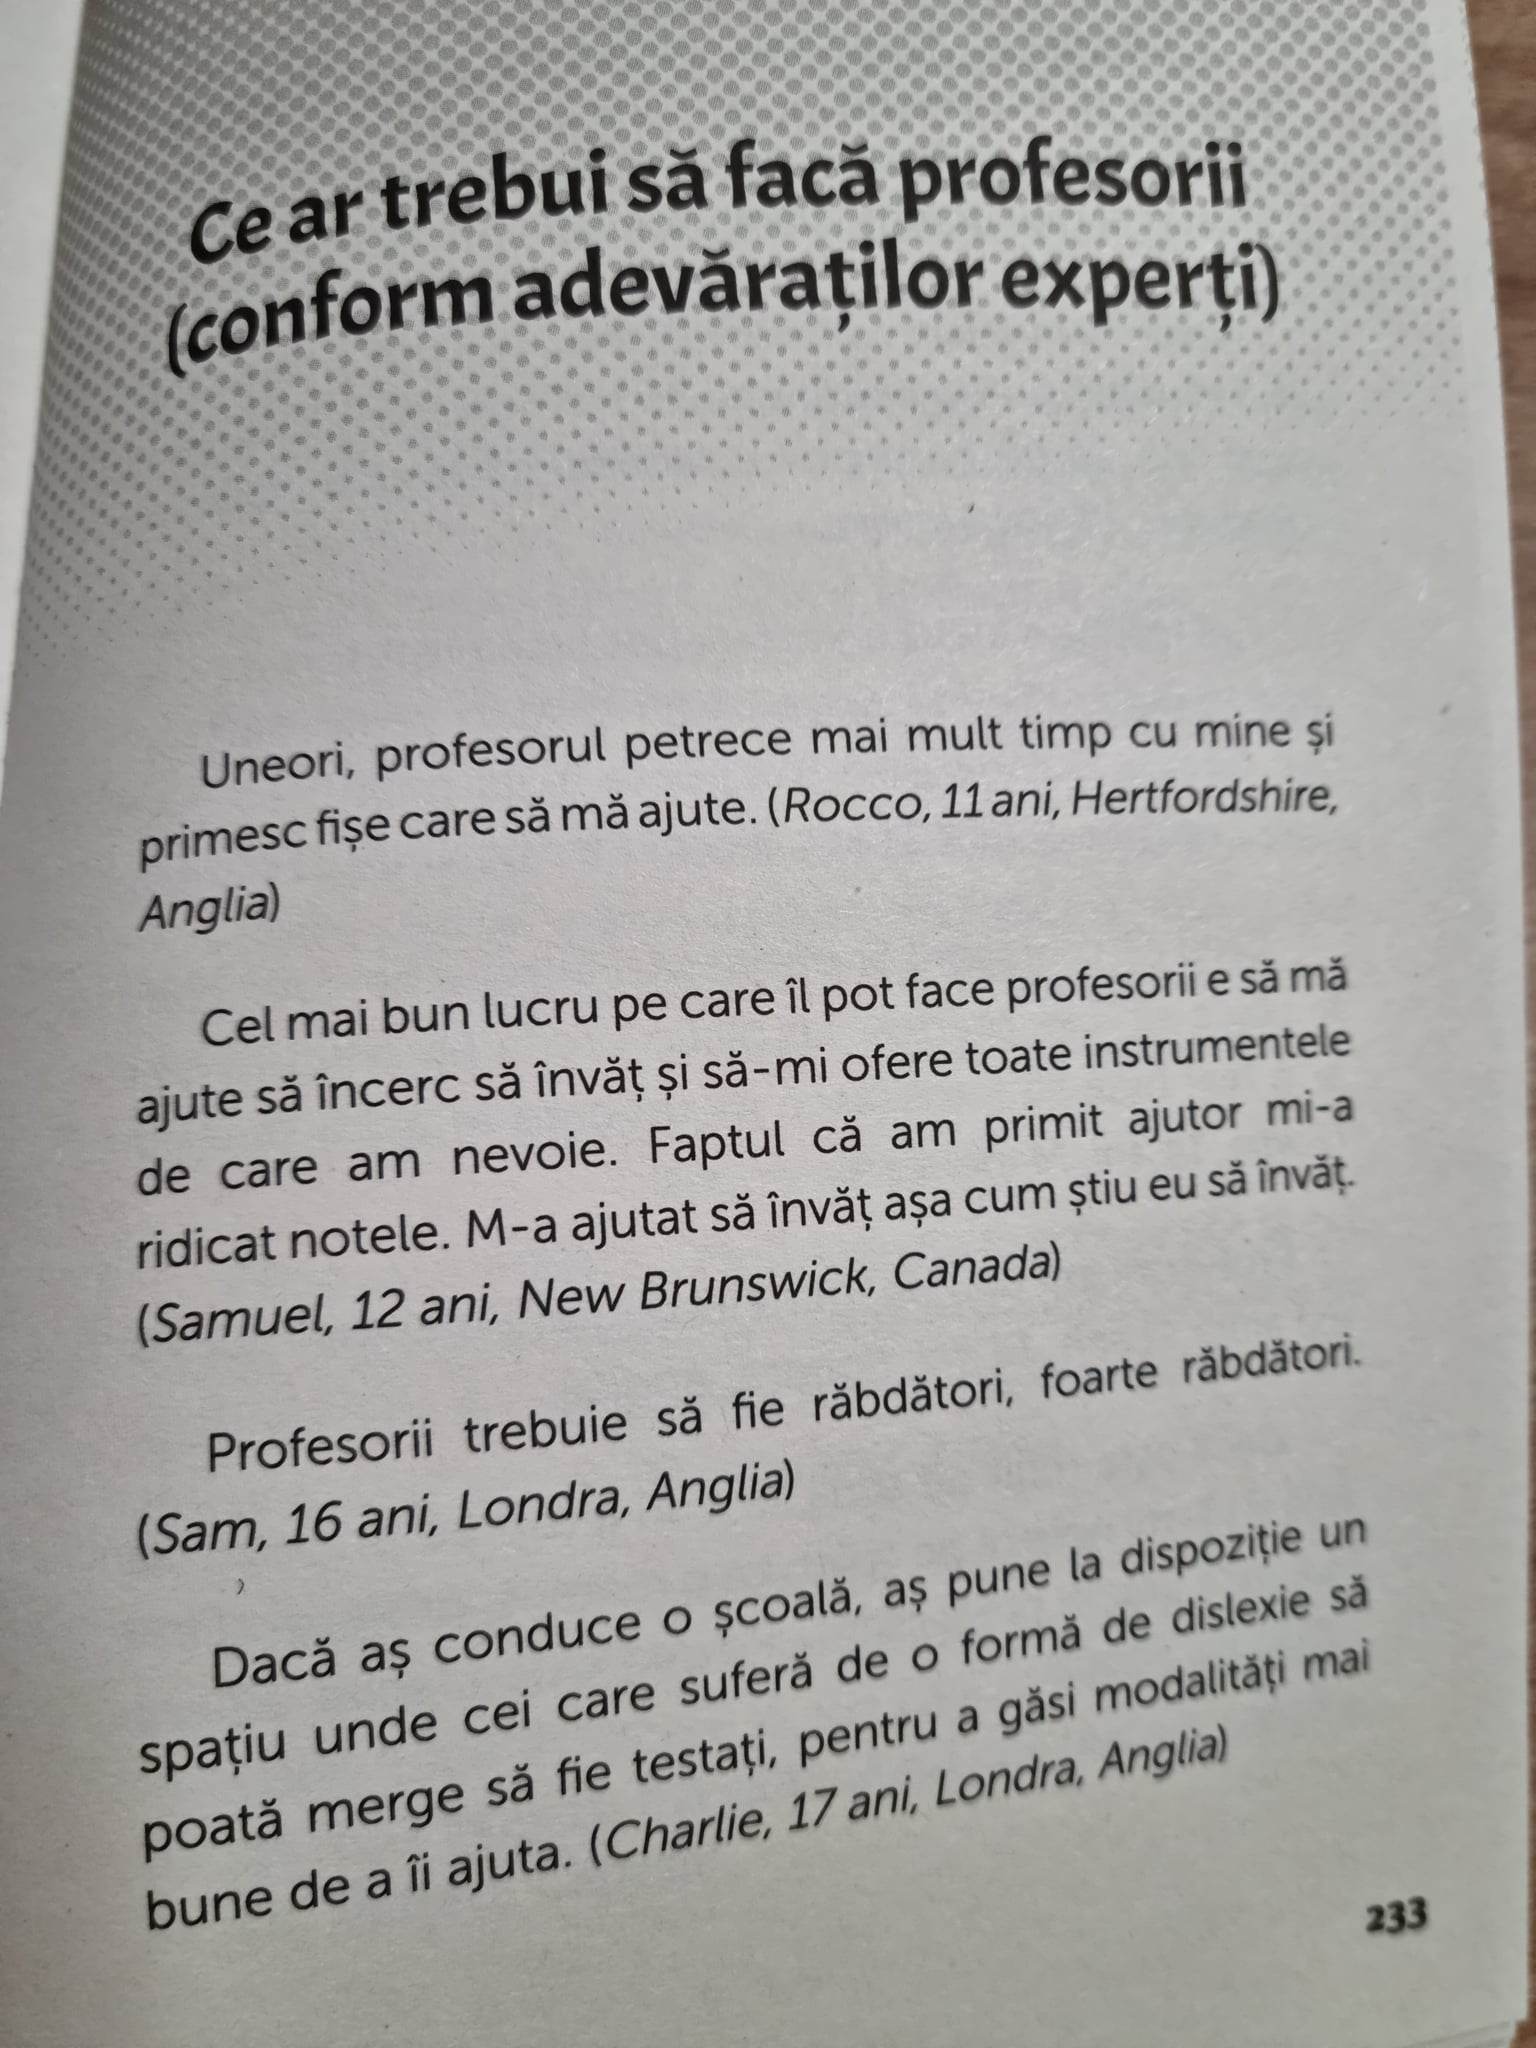 Ce ar trebui să facă profesorii
(conform adevăraților experți)
Uneori, profesorul petrece mai mult timp cu mine și
primesc fișe care să mă ajute. (Rocco, 11 ani, Hertfordshire,
Anglia)
Cel mai bun lucru pe care îl pot face profesorii e să mă
ajute să încerc să învăț și să-mi ofere toate instrumentele
de care am nevoie. Faptul că am primit ajutor mi-a
ridicat notele. M-a ajutat să învăț așa cum știu eu să învăț.
(Samuel, 12 ani, New Brunswick, Canada)
Profesorii trebuie să fie răbdători, foarte răbdători.
(Sam, 16 ani, Londra, Anglia)
Dacă aș conduce o școală, aș pune la dispoziție un
spațiu unde cei care suferă de o formă de dislexie să
poată merge să fie testați, pentru a găsi modalități mai
bune de a îi ajuta. (Charlie, 17 ani, Londra, Anglia)
233